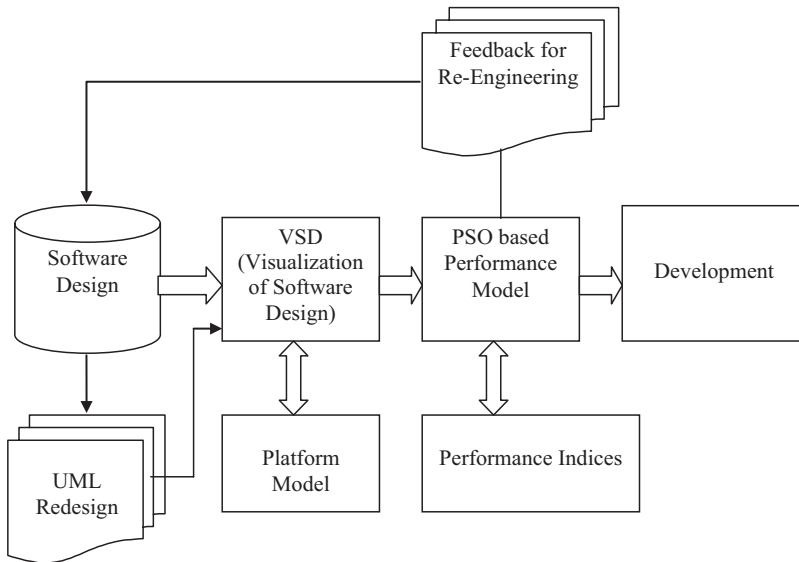 Feedback for
Re-Engineering
Software
Design
VSD
(Visualization
of Software
Design)
PSO based
Performance
Model
Development
UML
Redesign
Platform
Model
Performance Indices